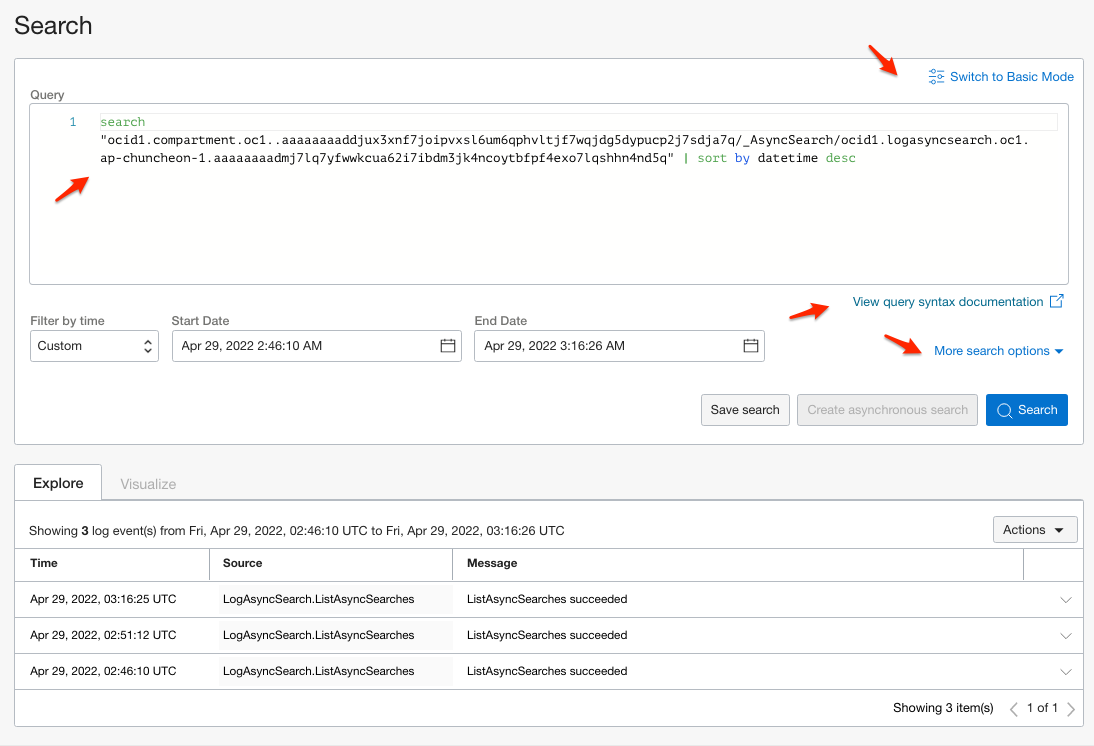 Search
Switch to Basic Mode
Query
1 search
"ocid1.compartment.oc1..aaaaaaaaddjux3xnf7joipvxsl6um6qphvltjf7wqjdg5dypucp2j7sdja7q/_AsyncSearch/ocid1.logasyncsearch.oc1.
ap-chuncheon-1.aaaaaaaadmj7lq7yfwwkcua62i7ibdm3jk4ncoytbfpf4exo7lqshhn4nd5q" | sort by datetime desc
View query syntax documentation
Filter by time Start Date End Date
Custom Apr 29, 2022 2:46:10 AM Apr 29, 2022 3:16:26 AM
More search options
Save search Create asynchronous search Search
Explore Visualize
Showing 3 log event(s) from Fri, Apr 29, 2022, 02:46:10 UTC to Fri, Apr 29, 2022, 03:16:26 UTC Actions
Time Source Message
Apr 29, 2022, 03:16:25 UTC LogAsyncSearch.ListAsyncSearches ListAsyncSearches succeeded
Apr 29, 2022, 02:51:12 UTC LogAsyncSearch.ListAsyncSearches ListAsyncSearches succeeded
Apr 29, 2022, 02:46:10 UTC LogAsyncSearch.ListAsyncSearches ListAsyncSearches succeeded
Showing 3 item(s) 1 of 1